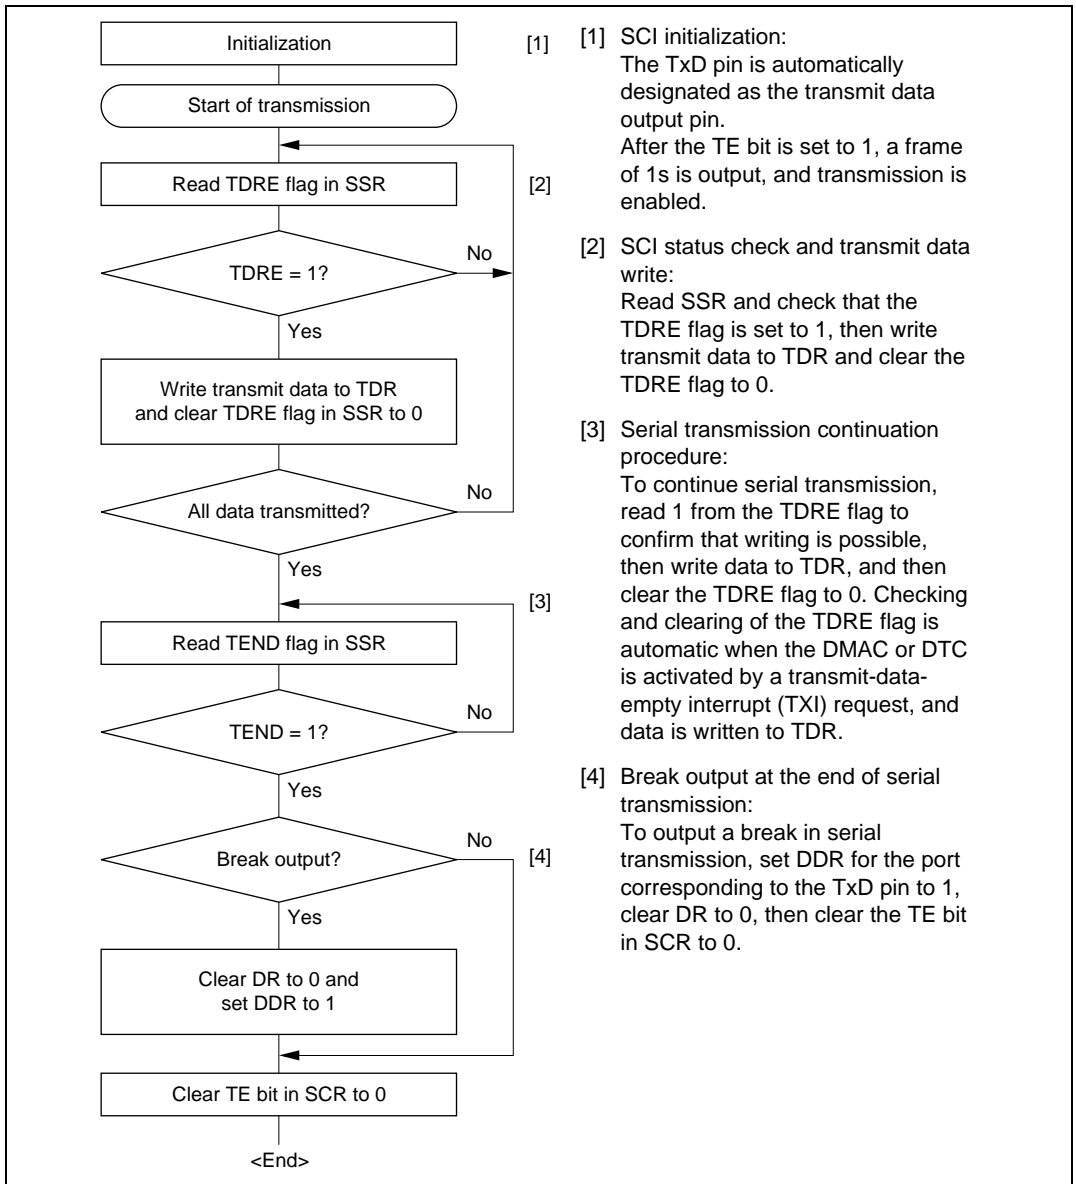 Initialization
[1]
Start of transmission
Read TDRE flag in SSR
[2]
TDRE = 1?
No
Yes
Write transmit data to TDR
and clear TDRE flag in SSR to 0
All data transmitted?
No
Yes
[3]
Read TEND flag in SSR
TEND = 1?
No
Yes
Break output?
No
[4]
Yes
Clear DR to 0 and
set DDR to 1
Clear TE bit in SCR to 0
<End>
[1] SCI initialization:
The TxD pin is automatically
designated as the transmit data
output pin.
After the TE bit is set to 1, a frame
of 1s is output, and transmission is
enabled.
[2] SCI status check and transmit data
write:
Read SSR and check that the
TDRE flag is set to 1, then write
transmit data to TDR and clear the
TDRE flag to 0.
[3] Serial transmission continuation
procedure:
To continue serial transmission,
read 1 from the TDRE flag to
confirm that writing is possible,
then write data to TDR, and then
clear the TDRE flag to 0. Checking
and clearing of the TDRE flag is
automatic when the DMAC or DTC
is activated by a transmit-data-
empty interrupt (TXI) request, and
data is written to TDR.
[4] Break output at the end of serial
transmission:
To output a break in serial
transmission, set DDR for the port
corresponding to the TxD pin to 1,
clear DR to 0, then clear the TE bit
in SCR to 0.